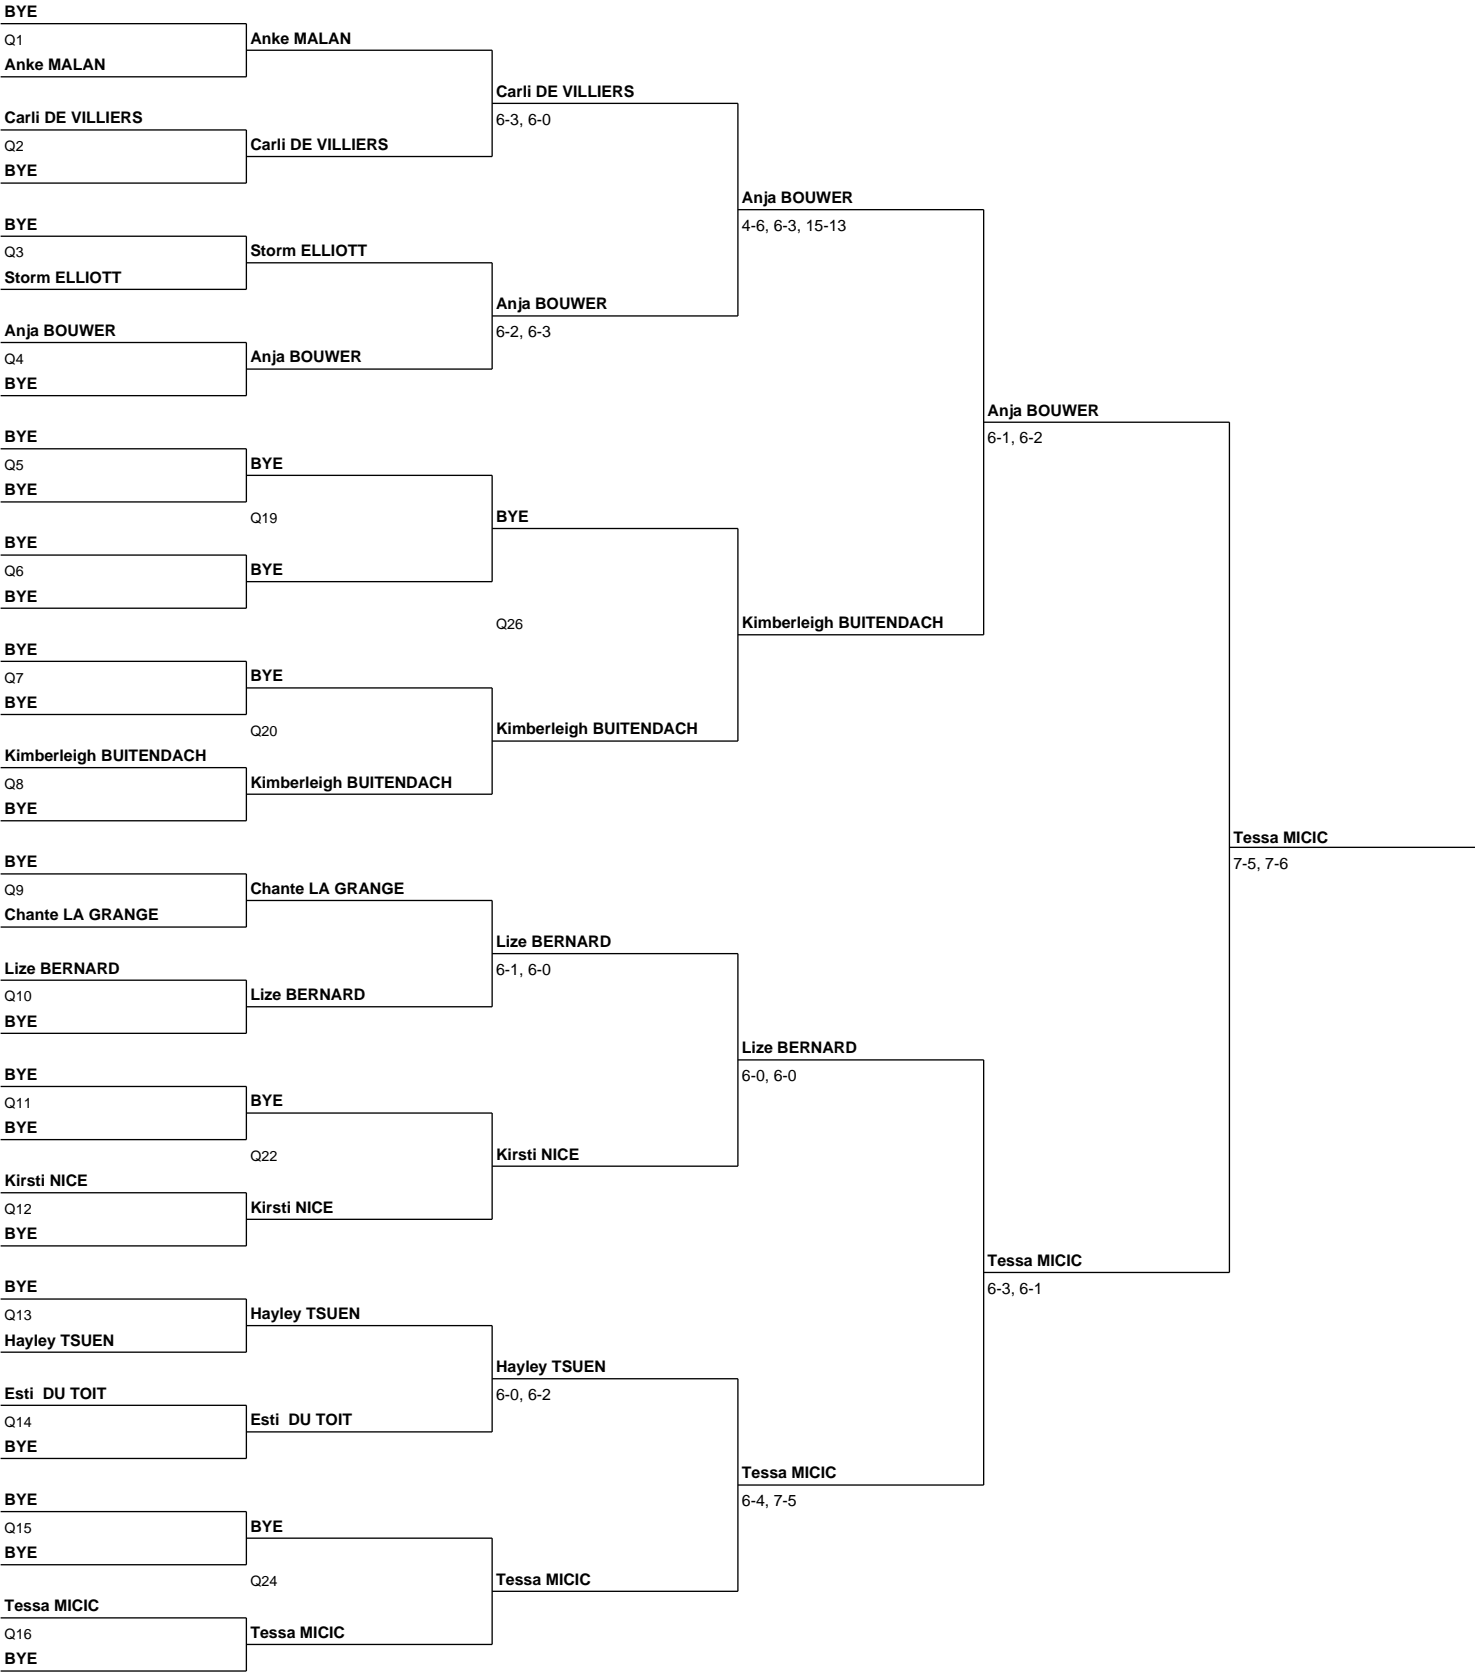 BYE
Q1
Anke MALAN
Carli DE VILLIERS
Q2
BYE
BYE
Q3
Storm ELLIOTT
Anja BOUWER
Q4
BYE
BYE
Q5
BYE
BYE
Q6
BYE
BYE
Q7
BYE
Kimberleigh BUITENDACH
Q8
BYE
BYE
Q9
Chante LA GRANGE
Lize BERNARD
Q10
BYE
BYE
Q11
BYE
Kirsti NICE
Q12
BYE
BYE
Q13
Hayley TSUEN
Esti  DU TOIT
Q14
BYE
BYE
Q15
BYE
Tessa MICIC
Q16
BYE
Anke MALAN
Carli DE VILLIERS
Storm ELLIOTT
Anja BOUWER
BYE
Q19
BYE
BYE
Q20
Kimberleigh BUITENDACH
Chante LA GRANGE
Lize BERNARD
BYE
Q22
Kirsti NICE
Hayley TSUEN
Esti  DU TOIT
BYE
Q24
Tessa MICIC
Carli DE VILLIERS
6-3, 6-0
Anja BOUWER
6-2, 6-3
BYE
Q26
Kimberleigh BUITENDACH
Lize BERNARD
6-1, 6-0
Kirsti NICE
Hayley TSUEN
6-0, 6-2
Tessa MICIC
Anja BOUWER
4-6, 6-3, 15-13
Kimberleigh BUITENDACH
Lize BERNARD
6-0, 6-0
Tessa MICIC
6-4, 7-5
Anja BOUWER
6-1, 6-2
Tessa MICIC
6-3, 6-1
Tessa MICIC
7-5, 7-6